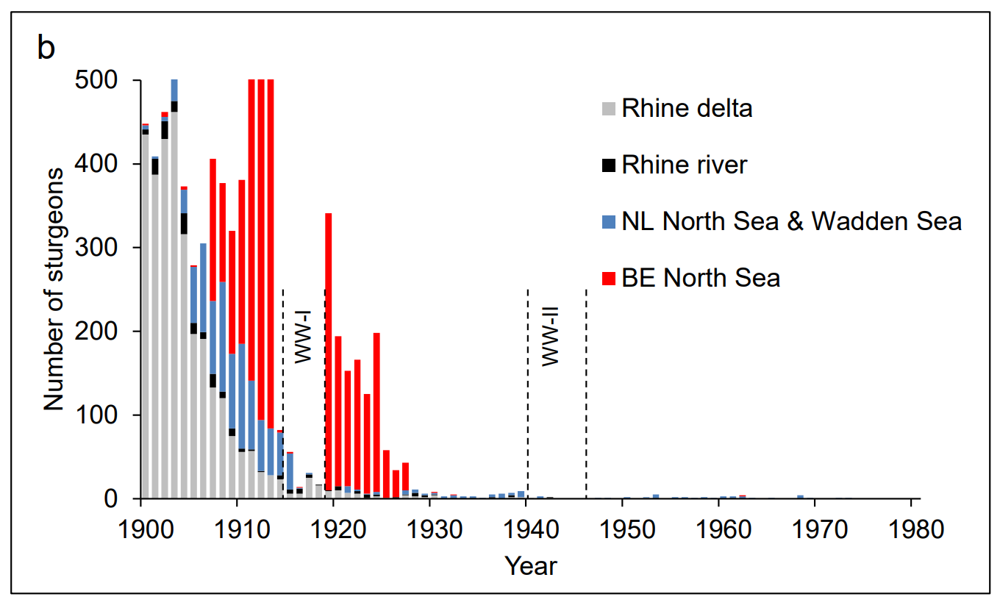 b
500
400
300
200
100
0
Number of sturgeons
Rhine delta
Rhine river
NL North Sea & Wadden Sea
BE North Sea
WW-I
WW-II
1900 1910 1920 1930 1940 1950 1960 1970 1980
Year